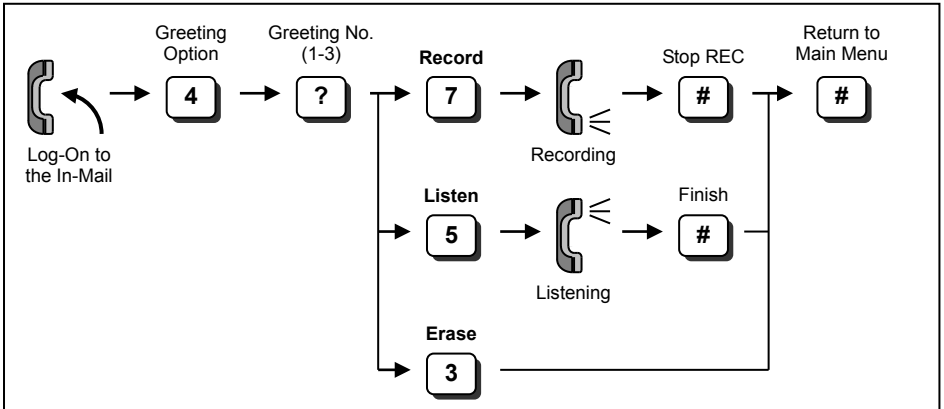 Greeting
Option
4
Greeting No.
(1-3)
?
Record
7
Stop REC
#
Return to
Main Menu
#
Log-On to
the In-Mail
Recording
Listen
5
Finish
#
Listening
Erase
3